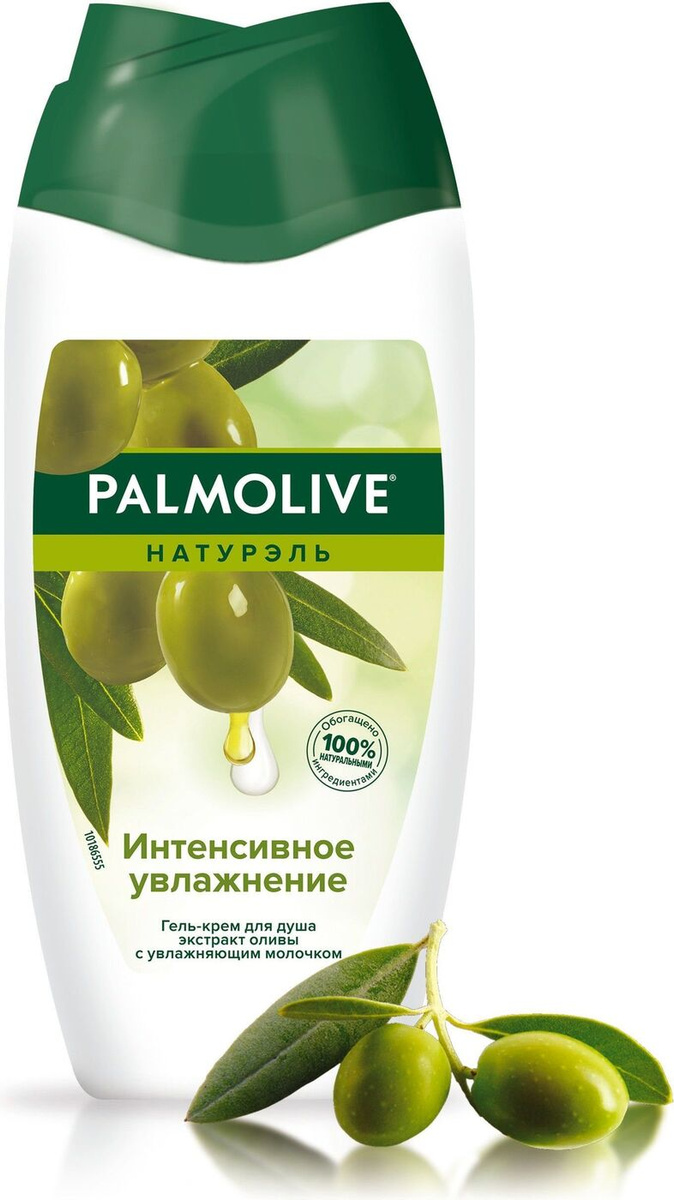 PALMOLIVE®
НАТУРЭЛЬ
Обогащено
100%
НАТУРАЛЬНЫМИ
ингредиентами
10186555
Интенсивное
увлажнение
Гель-крем для душа
экстракт оливы
с увлажняющим молочком